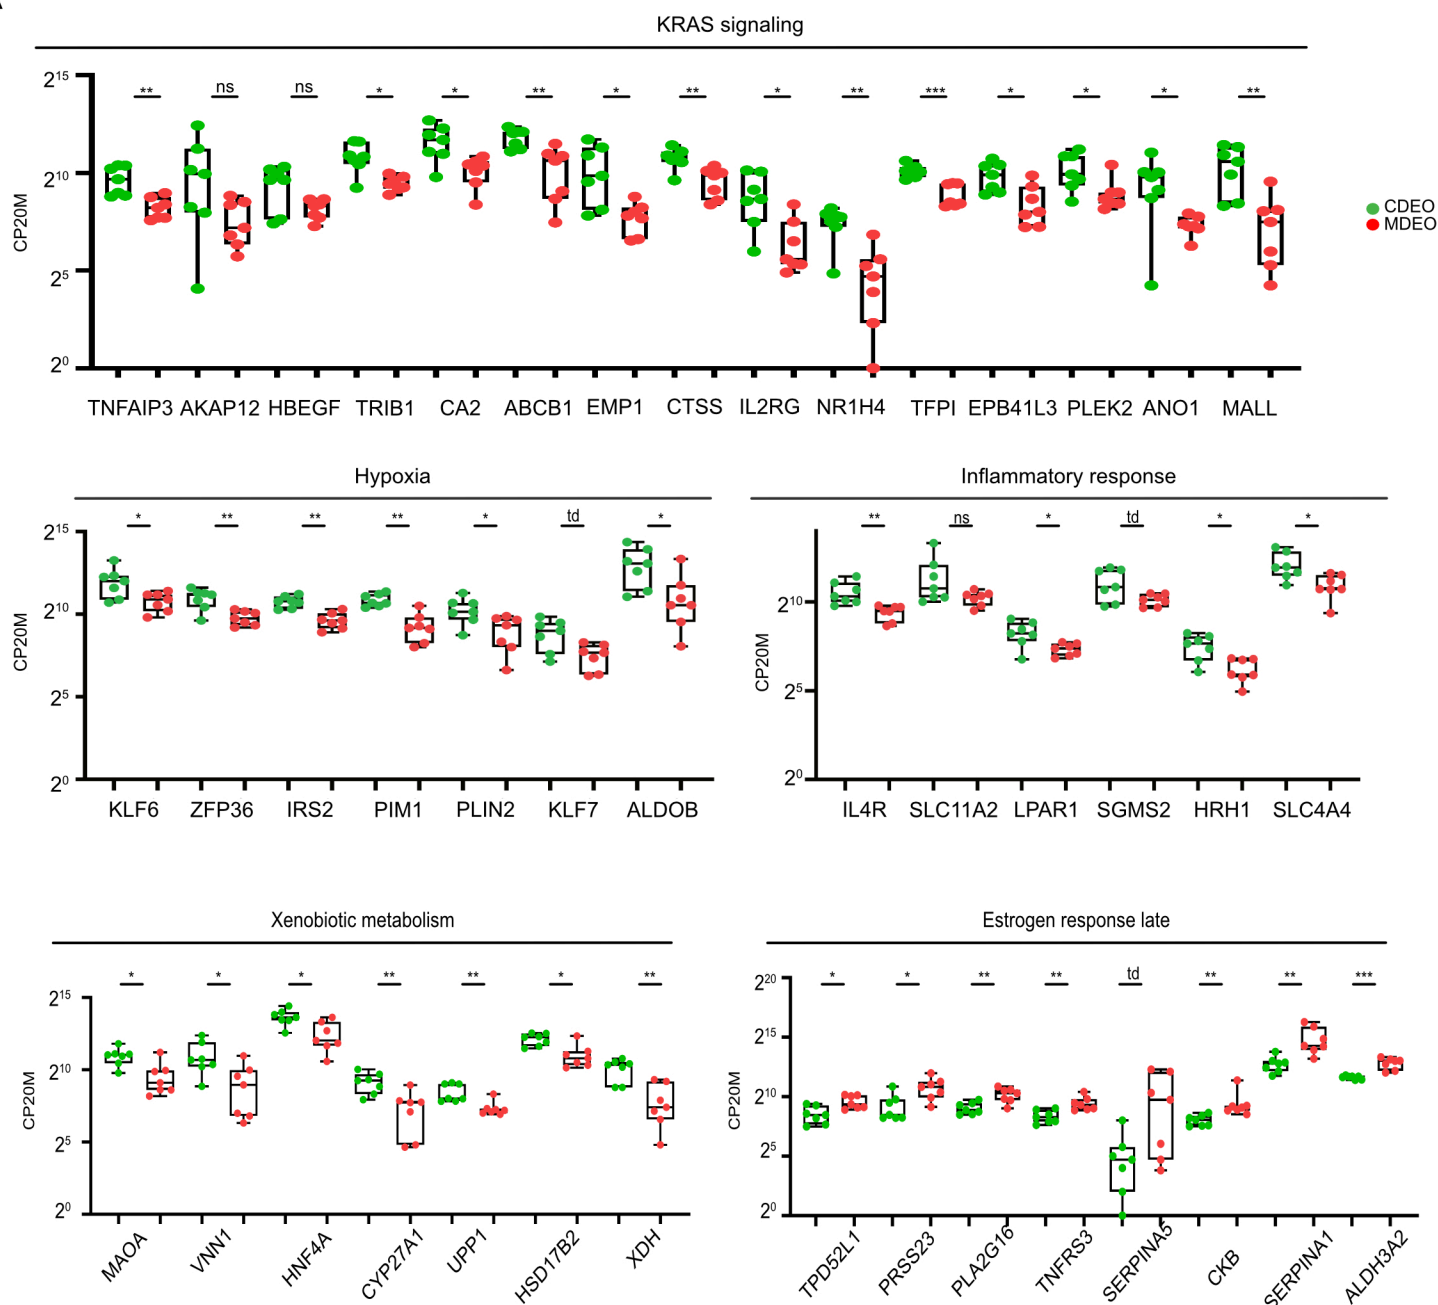 KRAS signaling
2^15
** ns ns * * ** * ** * ** *** * * * **
2^10
CP20M
2^5
2^0
CDEO
MDEO
TNFAIP3 AKAP12 HBEGF TRIB1 CA2 ABCB1 EMP1 CTSS IL2RG NR1H4 TFPI EPB41L3 PLEK2 ANO1 MALL
Hypoxia
* ** ** ** * td *
2^15
2^10
CP20M
2^5
2^0
KLF6 ZFP36 IRS2 PIM1 PLIN2 KLF7 ALDOB
Inflammatory response
** ns * td * *
2^10
CP20M
2^5
2^0
IL4R SLC11A2 LPAR1 SGMS2 HRH1 SLC4A4
Xenobiotic metabolism
* * * ** ** * **
2^15
2^10
CP20M
2^5
2^0
MAOA VNN1 HNF4A CYP27A1 UPP1 HSD17B2 XDH
Estrogen response late
* * ** ** td ** ** ***
2^20
2^15
2^10
CP20M
2^5
2^0
TPD52L1 PRSS23 PLA2G16 TNFRS3 SERPINA5 CKB SERPINA1 ALDH3A2